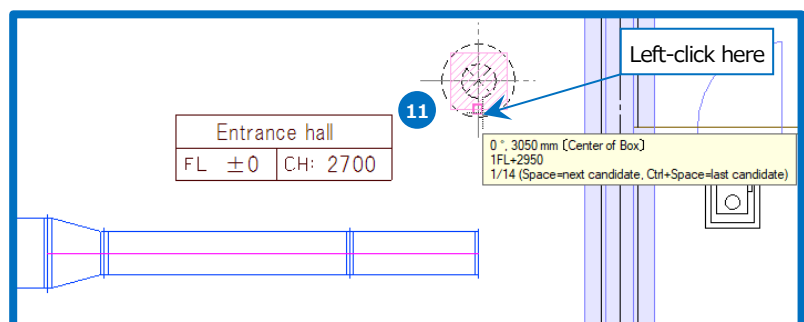 Left-click here
11
Entrance hall
FL ±0 CH: 2700
0 °, 3050 mm [Center of Box]
1FL+2950
1/14 (Space=next candidate, Ctrl+Space=last candidate)